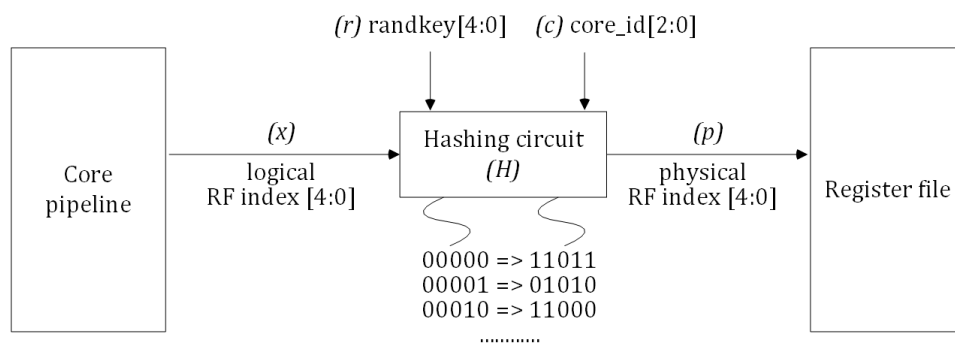 (r) randkey[4:0]
(c) core_id[2:0]
Core
pipeline
(x)
logical
RF index [4:0]
Hashing circuit
(H)
(p)
physical
RF index [4:0]
Register file
00000 => 11011
00001 => 01010
00010 => 11000
............